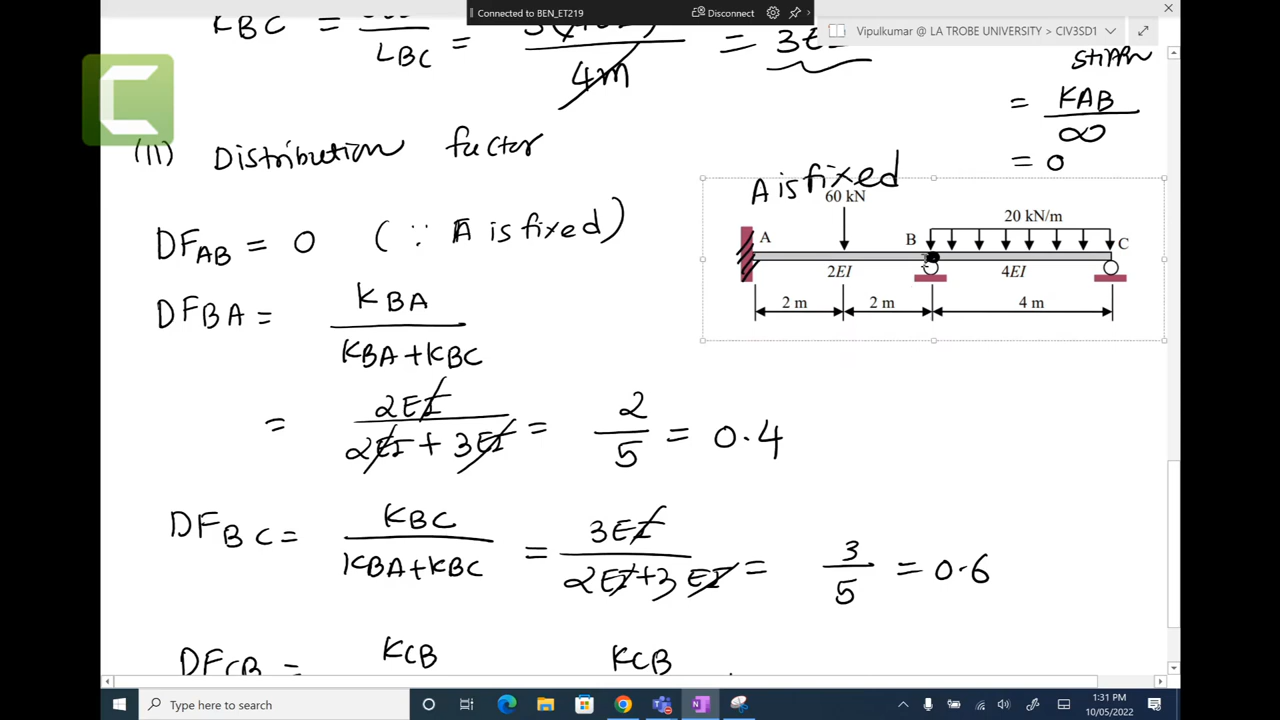 Connected to BEN_ET219
Disconnect
Vipulkumar @ LA TROBE UNIVERSITY > CIV3SD1
KBC
LBC
=
4m
=
(II) Distribution factor
= KAB
∞
= 0
A is fixed
60 kN
20 kN/m
A
B
C
2EI
4EI
2 m
2 m
4 m
DFAB = 0 (∵ A is fixed)
DFBA = KBA
KBA+KBC
= 2EI
2EI + 3EI
= 2
5
= 0.4
DFBC = KBC
KBA+KBC
= 3EI
2EI+3EI
= 3
5
= 0.6
DFCB = KCB
KCB
Type here to search
1:31 PM
10/05/2022